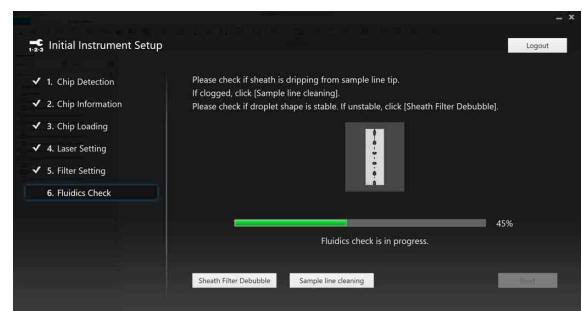 1-2-3 Initial Instrument Setup
Logout
1. Chip Detection
2. Chip Information
3. Chip Loading
4. Laser Setting
5. Filter Setting
6. Fluidics Check
Please check if sheath is dripping from sample line tip.
If clogged, click [Sample line cleaning].
Please check if droplet shape is stable. If unstable, click [Sheath Filter Debubble].
45%
Fluidics check is in progress.
Sheath Filter Debubble
Sample line cleaning